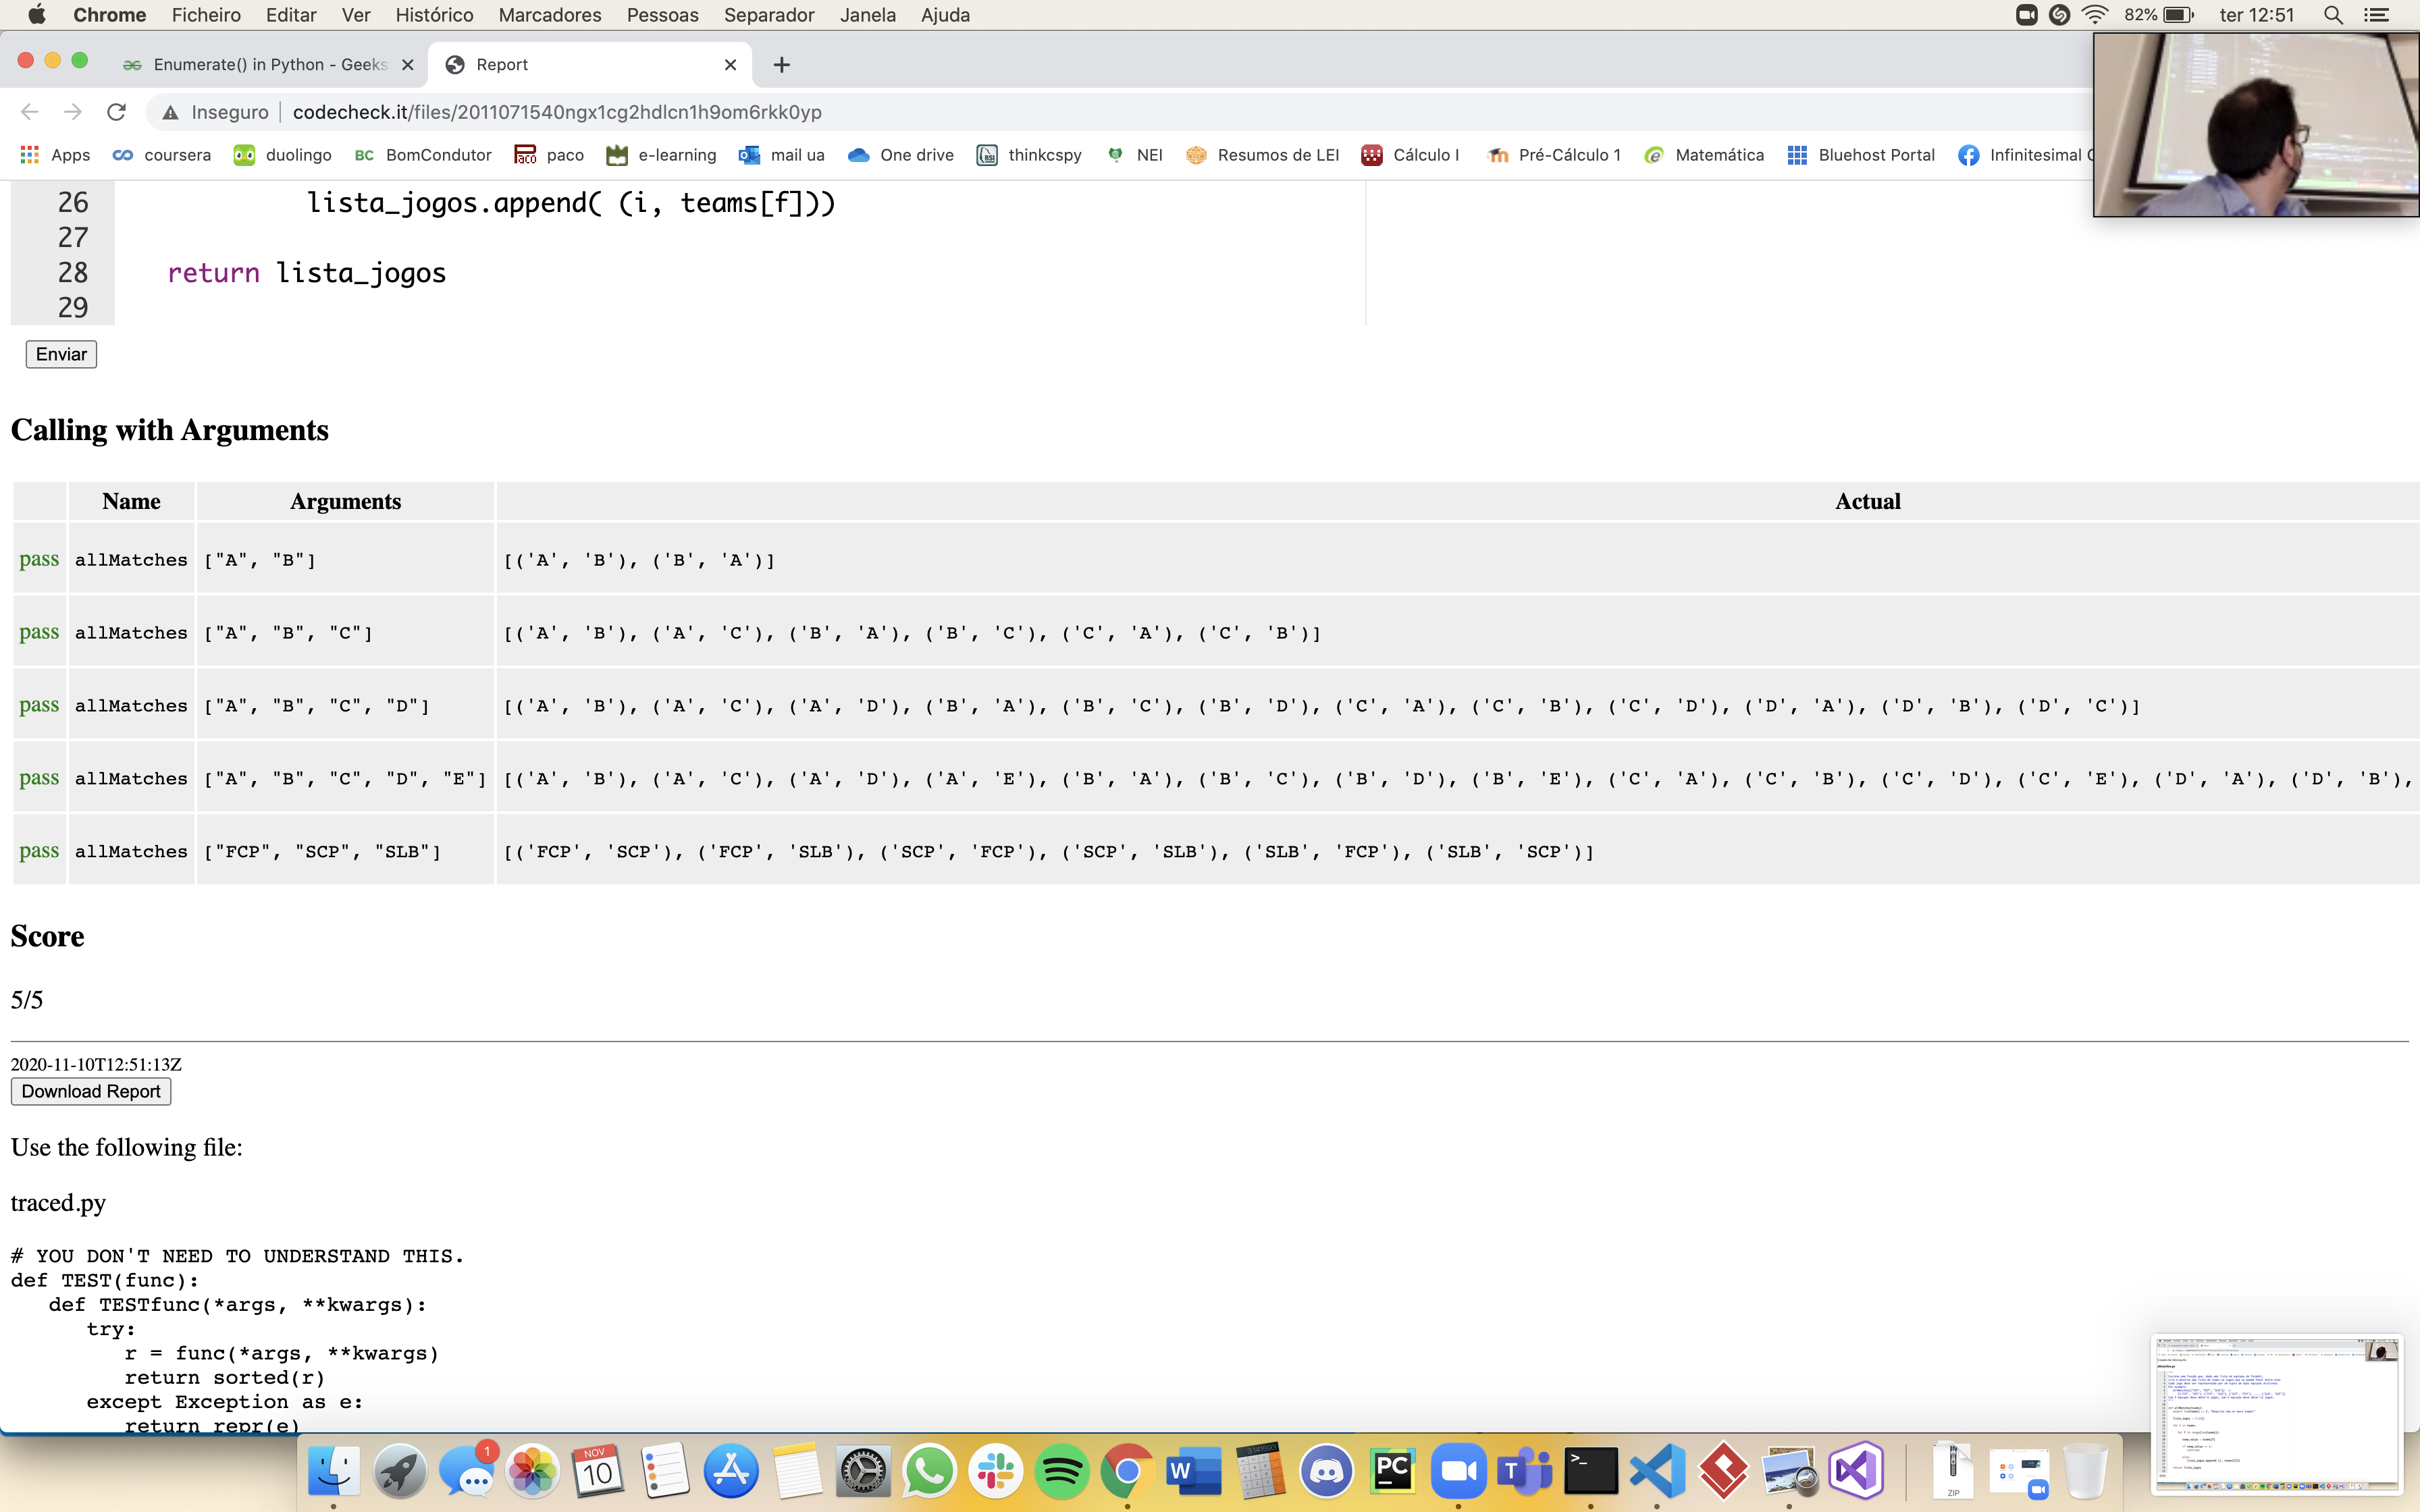 Chrome Ficheiro Editar Ver Histórico Marcadores Pessoas Separador Janela Ajuda 82% ter 12:51
Enumerate() in Python - Geeks Report
Inseguro codecheck.it/files/2011071540ngx1cg2hdlcn1h9om6rkk0yp
Apps coursera duolingo BC BomCondutor paco e-learning mail ua One drive thinkcspy NEI Resumos de LEI Cálculo I Pré-Cálculo 1 Matemática Bluehost Portal Infinitesimal C
26 lista_jogos.append( (i, teams[f]))
27
28 return lista_jogos
29
Enviar
Calling with Arguments
Name Arguments Actual
pass allMatches ["A", "B"] [('A', 'B'), ('B', 'A')]
pass allMatches ["A", "B", "C"] [('A', 'B'), ('A', 'C'), ('B', 'A'), ('B', 'C'), ('C', 'A'), ('C', 'B')]
pass allMatches ["A", "B", "C", "D"] [('A', 'B'), ('A', 'C'), ('A', 'D'), ('B', 'A'), ('B', 'C'), ('B', 'D'), ('C', 'A'), ('C', 'B'), ('C', 'D'), ('D', 'A'), ('D', 'B'), ('D', 'C')]
pass allMatches ["A", "B", "C", "D", "E"] [('A', 'B'), ('A', 'C'), ('A', 'D'), ('A', 'E'), ('B', 'A'), ('B', 'C'), ('B', 'D'), ('B', 'E'), ('C', 'A'), ('C', 'B'), ('C', 'D'), ('C', 'E'), ('D', 'A'), ('D', 'B'),
pass allMatches ["FCP", "SCP", "SLB"] [('FCP', 'SCP'), ('FCP', 'SLB'), ('SCP', 'FCP'), ('SCP', 'SLB'), ('SLB', 'FCP'), ('SLB', 'SCP')]
Score
5/5
2020-11-10T12:51:13Z
Download Report
Use the following file:
traced.py
# YOU DON'T NEED TO UNDERSTAND THIS.
def TEST(func):
def TESTfunc(*args, **kwargs):
try:
r = func(*args, **kwargs)
return sorted(r)
except Exception as e:
return repr(e)
1 NOV 10 W PC T ZIP